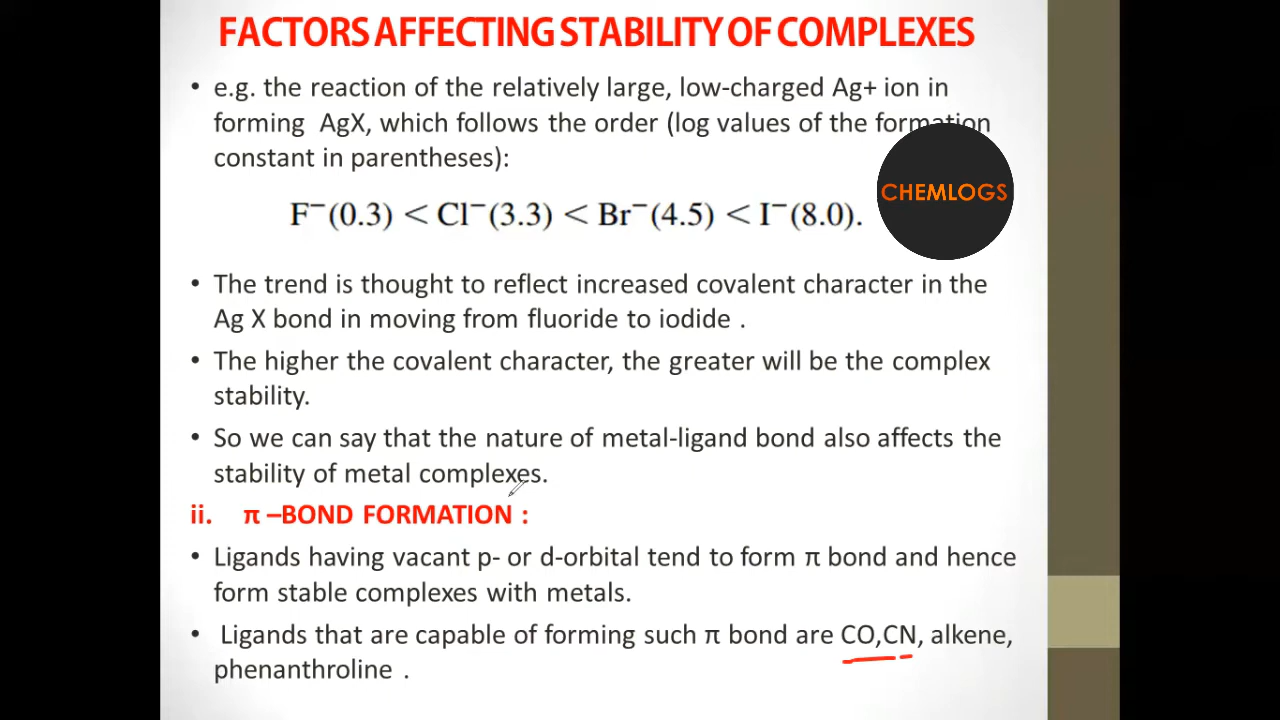 FACTORS AFFECTING STABILITY OF COMPLEXES
• e.g. the reaction of the relatively large, low-charged Ag+ ion in
forming AgX, which follows the order (log values of the formation
constant in parentheses):
CHEMLOGS
F⁻(0.3) < Cl⁻(3.3) < Br⁻(4.5) < I⁻(8.0).
• The trend is thought to reflect increased covalent character in the
Ag X bond in moving from fluoride to iodide .
• The higher the covalent character, the greater will be the complex
stability.
• So we can say that the nature of metal-ligand bond also affects the
stability of metal complexes.
ii. π –BOND FORMATION :
• Ligands having vacant p- or d-orbital tend to form π bond and hence
form stable complexes with metals.
• Ligands that are capable of forming such π bond are CO,CN, alkene,
phenanthroline .